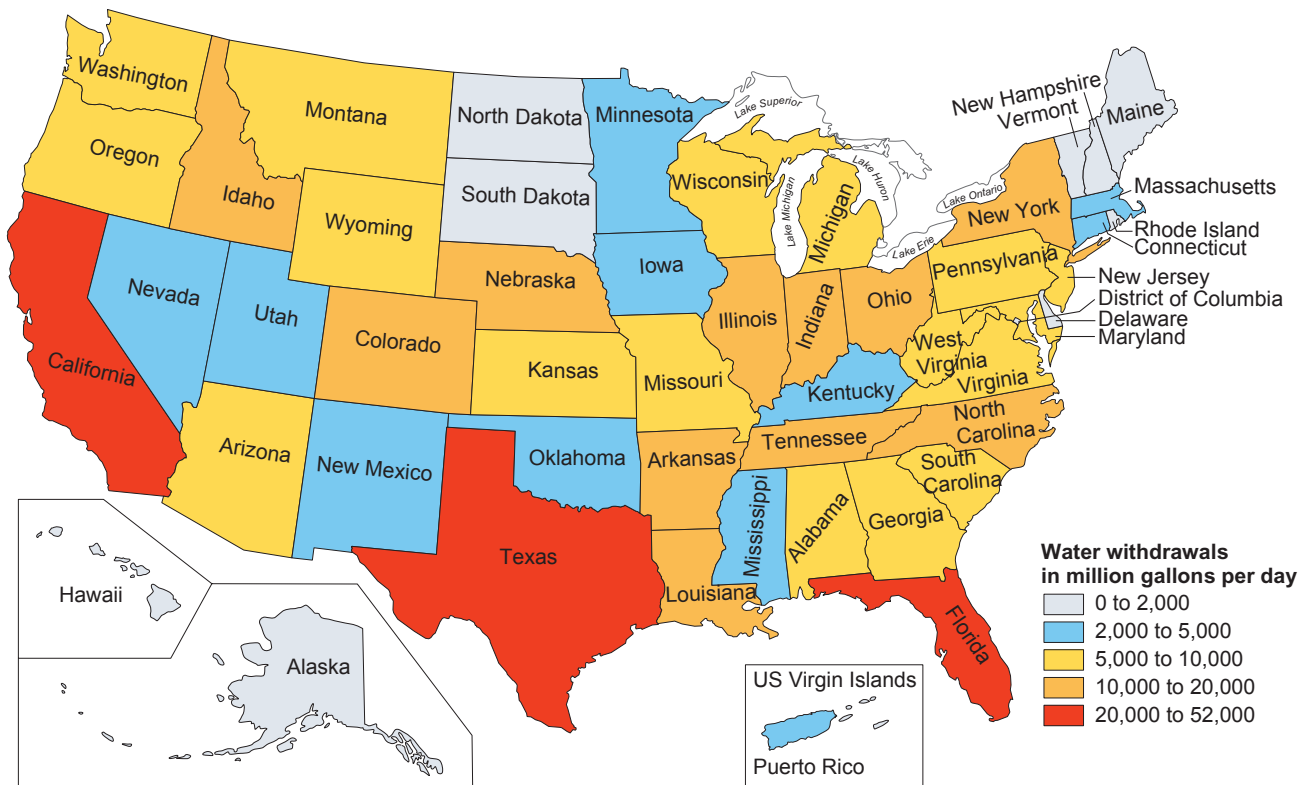 Washington
Oregon
California
Idaho
Nevada
Montana
Wyoming
Utah
Arizona
Colorado
New Mexico
North Dakota
South Dakota
Nebraska
Kansas
Oklahoma
Texas
Minnesota
Iowa
Missouri
Arkansas
Louisiana
Wisconsin
Illinois
Michigan
Indiana
Ohio
Kentucky
Tennessee
Mississippi
Alabama
Georgia
Florida
South
Carolina
North
Carolina
Virginia
West
Virginia
Pennsylvania
New York
Lake Superior
Lake Michigan
Lake Huron
Lake Erie
Lake Ontario
New Hampshire
Vermont
Maine
Massachusetts
Rhode Island
Connecticut
New Jersey
District of Columbia
Delaware
Maryland
Hawaii
Alaska
US Virgin Islands
Puerto Rico
Water withdrawals
in million gallons per day
0 to 2,000
2,000 to 5,000
5,000 to 10,000
10,000 to 20,000
20,000 to 52,000